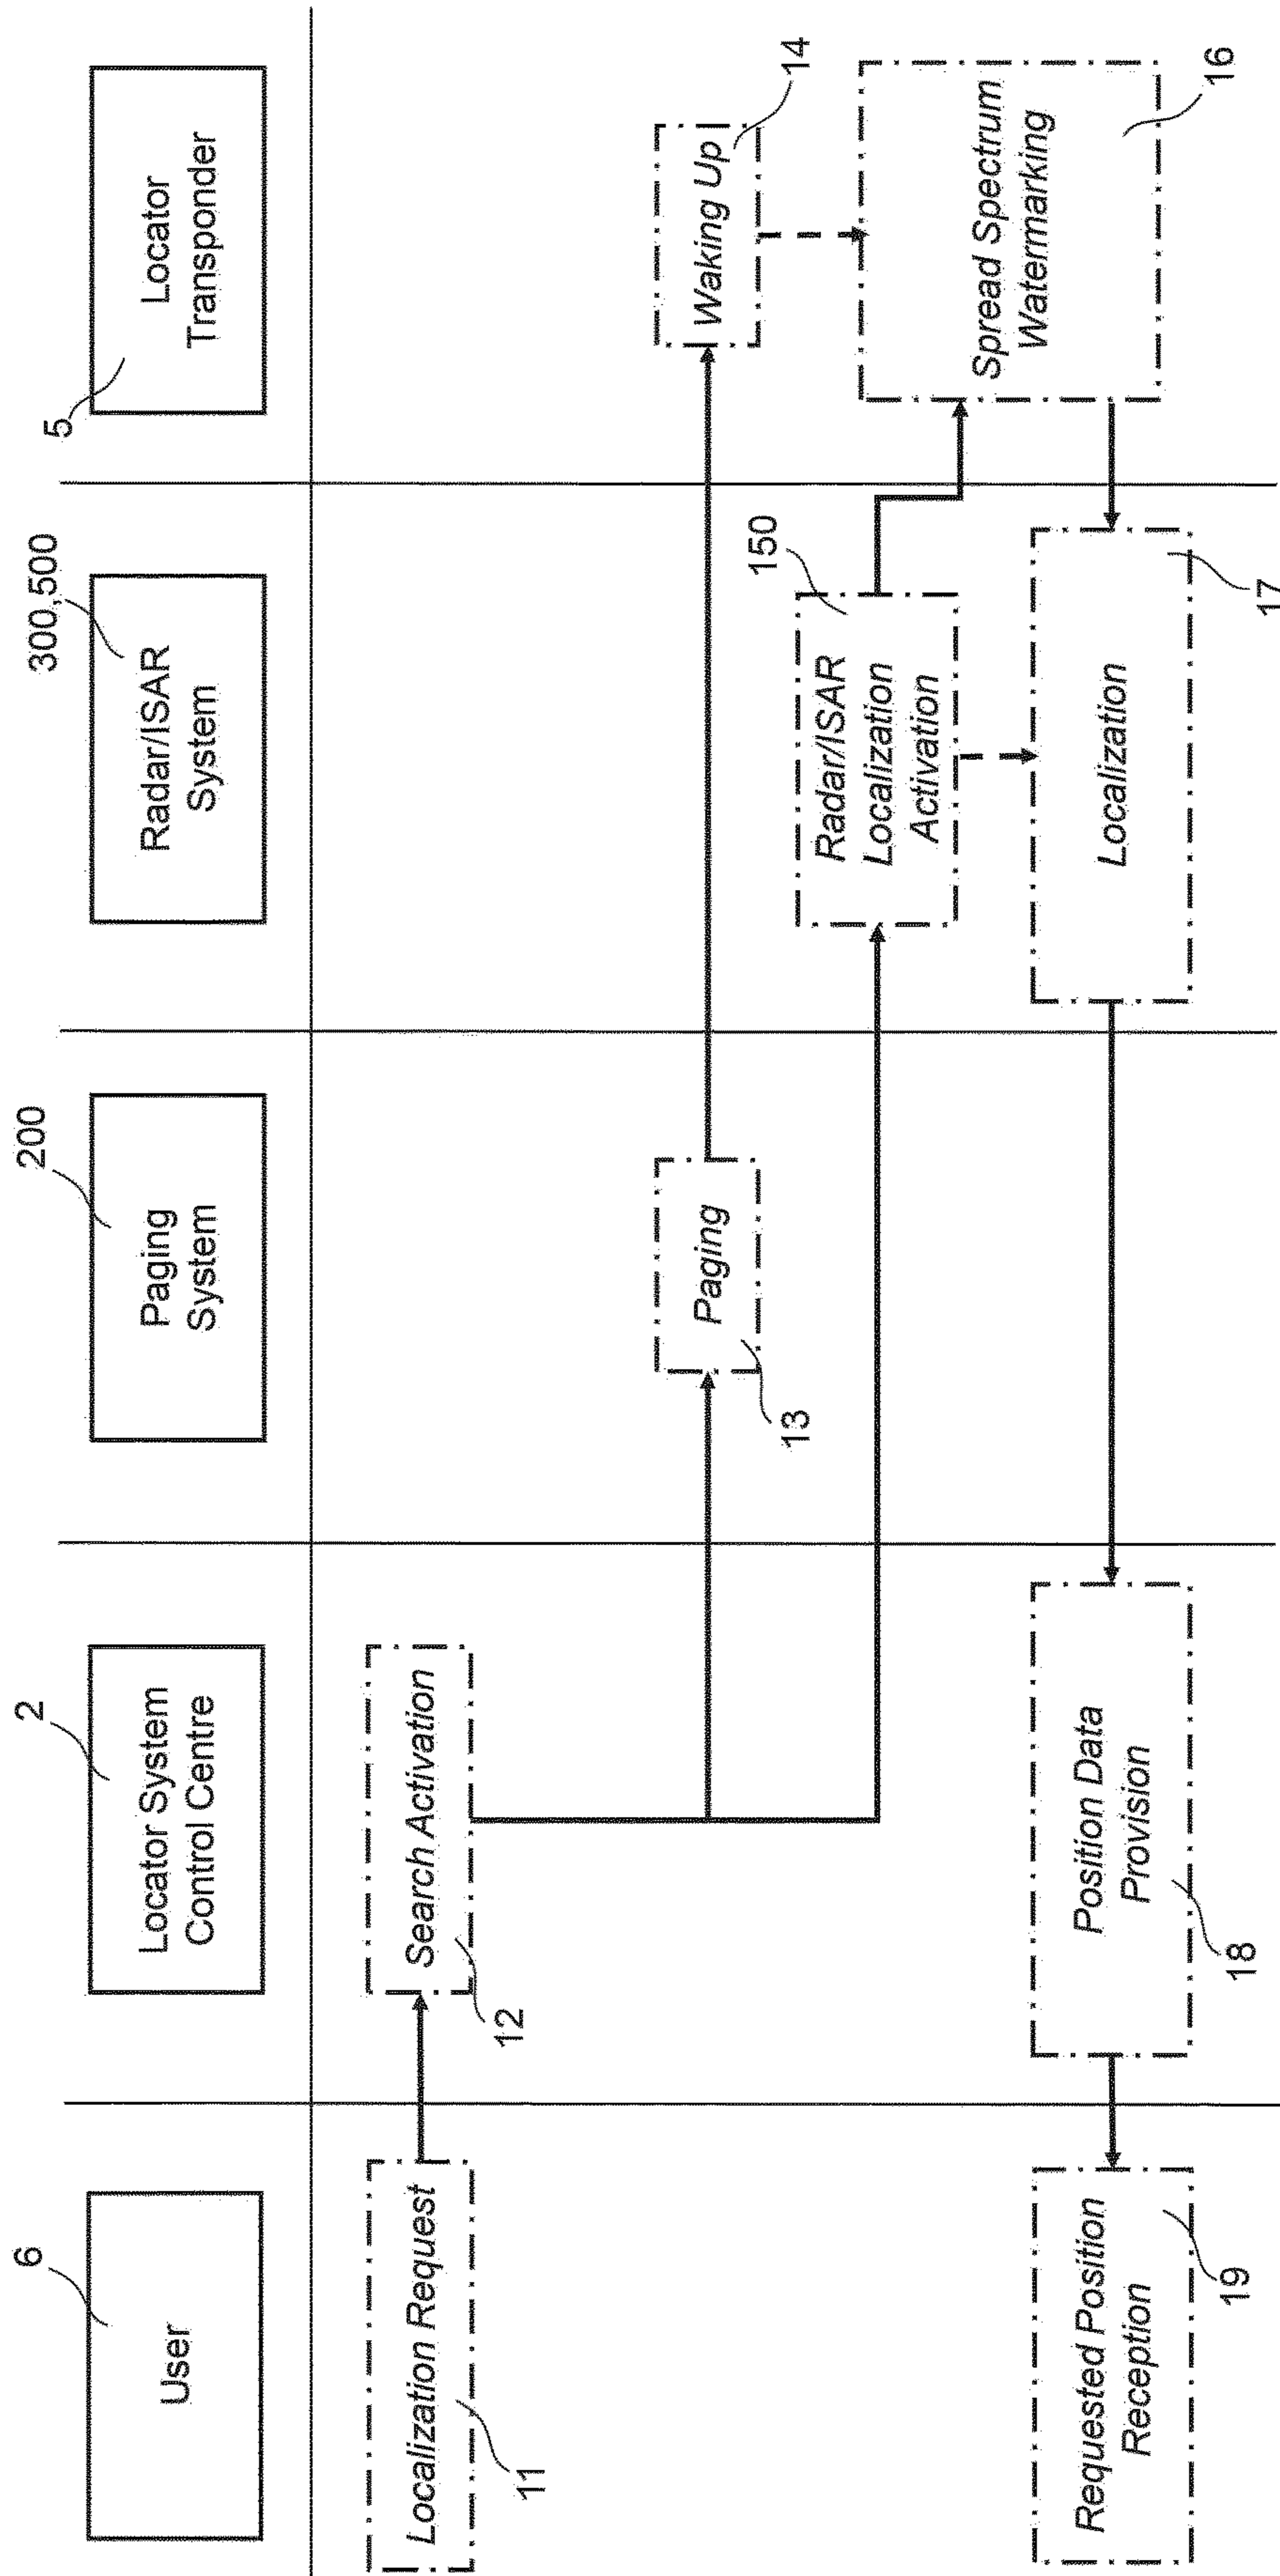 6
User
2
Locator System
Control Centre
200
Paging
System
300,500
Radar/ISAR
System
5
Locator
Transponder
Localization Request
11
Search Activation
12
Paging
13
Waking Up
14
Radar/ISAR
Localization
Activation
150
Spread Spectrum
Watermarking
16
Localization
17
Position Data
Provision
18
Requested Position
Reception
19